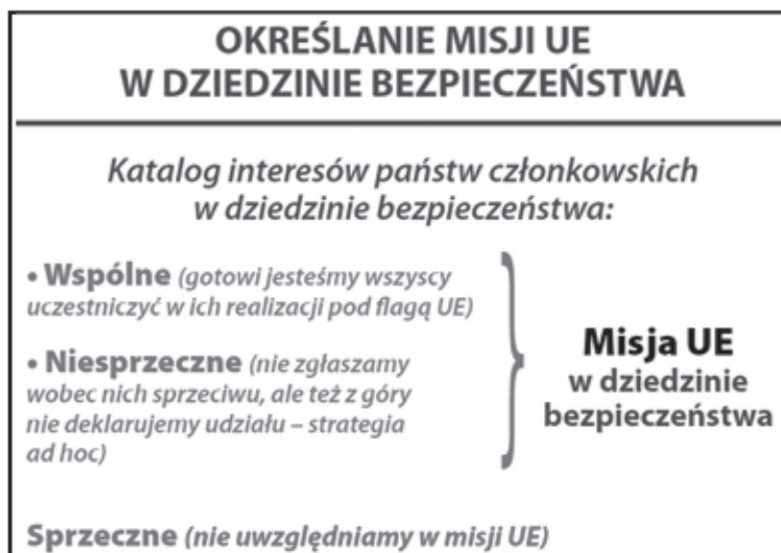 OKREŚLANIE MISJI UE
W DZIEDZINIE BEZPIECZEŃSTWA
Katalog interesów państw członkowskich
w dziedzinie bezpieczeństwa:
• Wspólne (gotowi jesteśmy wszyscy
uczestniczyć w ich realizacji pod flagą UE)
• Niesprzeczne (nie zgłaszamy
wobec nich sprzeciwu, ale też z góry
nie deklarujemy udziału – strategia
ad hoc)
Misja UE
w dziedzinie
bezpieczeństwa
Sprzeczne (nie uwzględniamy w misji UE)